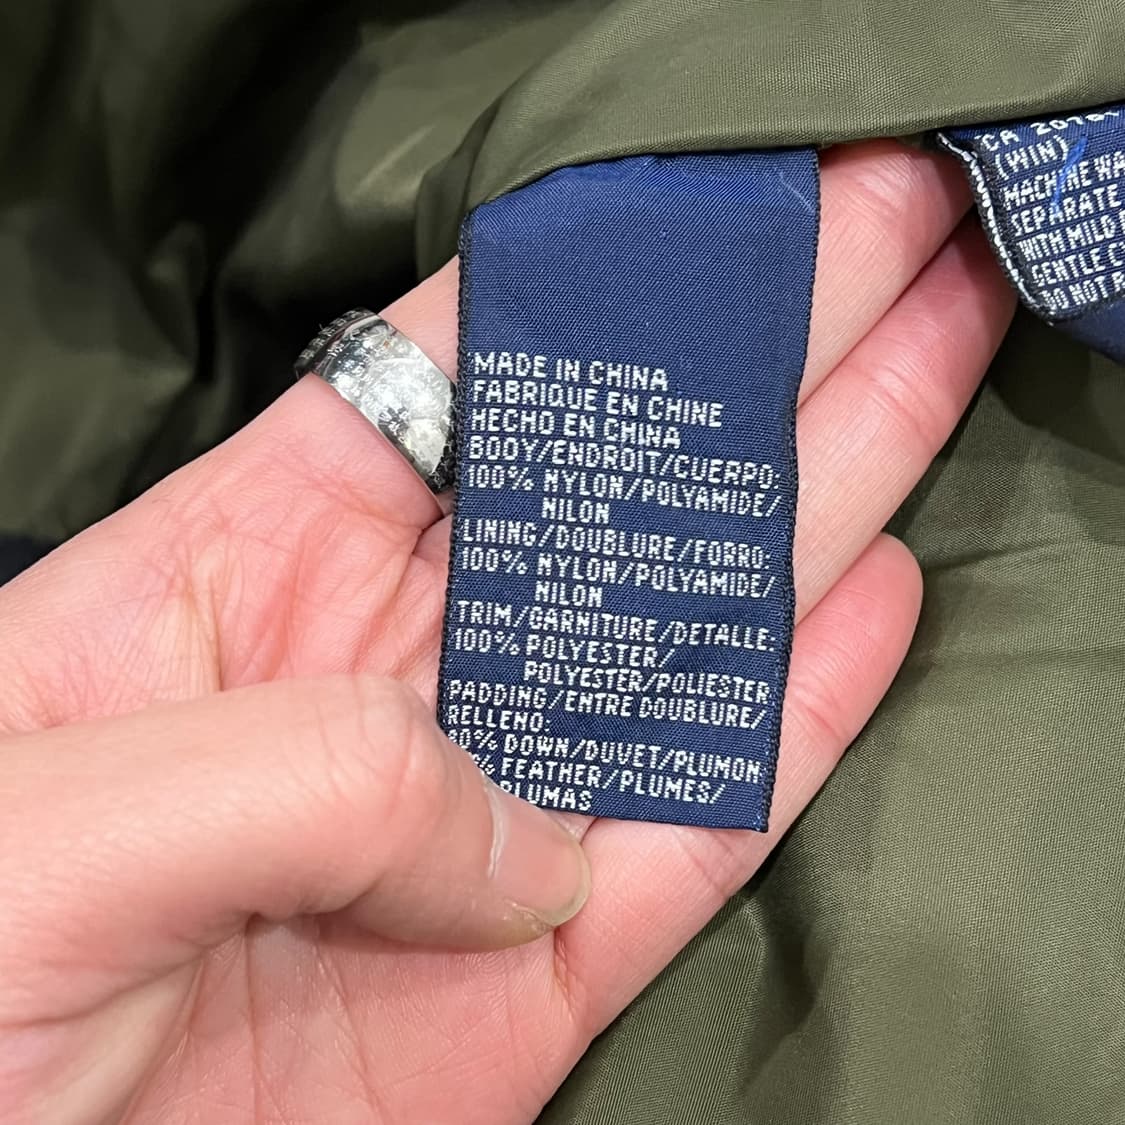 MADE IN CHINA
FABRIQUE EN CHINE
HECHO EN CHINA
BODY/ENDROIT/CUERPO:
100% NYLON/POLYAMIDE/
NILON
LINING/DOUBLURE/FORRO:
100% NYLON/POLYAMIDE/
NILON
TRIM/GARNITURE/DETALLE:
100% POLYESTER/
POLYESTER/POLIESTER
PADDING/ENTRE DOUBLURE/
RELLENO:
DOWN/DUVET/PLUMON
FEATHER/PLUMES/
PLUMAS
CA
(WIN)
MACHINE
SEPARATE
WITH MILD
GENTLE
DO NOT